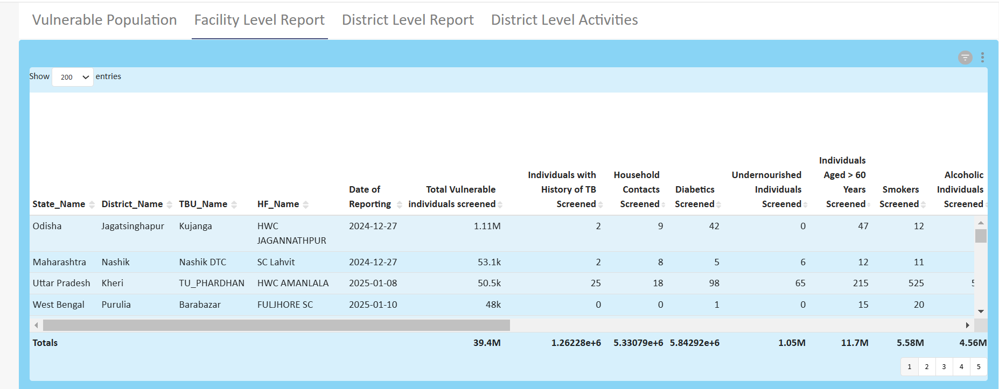 Vulnerable Population Facility Level Report District Level Report District Level Activities
Show 200 entries
State_Name District_Name TBU_Name HF_Name Date of Reporting Total Vulnerable individuals screened Individuals with History of TB Screened Household Contacts Screened Diabetics Screened Undernourished Individuals Screened Individuals Aged > 60 Years Screened Smokers Screened Alcoholic Individuals Screened
Odisha Jagatsinghapur Kujanga HWC JAGANNATHPUR 2024-12-27 1.11M 2 9 42 0 47 12
Maharashtra Nashik Nashik DTC SC Lahvit 2024-12-27 53.1k 2 8 5 6 12 11
Uttar Pradesh Kheri TU_PHARDHAN HWC AMANLALA 2025-01-08 50.5k 25 18 98 65 215 525
West Bengal Purulia Barabazar FULJHORE SC 2025-01-10 48k 0 0 1 0 15 20
Totals 39.4M 1.26228e+6 5.33079e+6 5.84292e+6 1.05M 11.7M 5.58M 4.56M
1 2 3 4 5